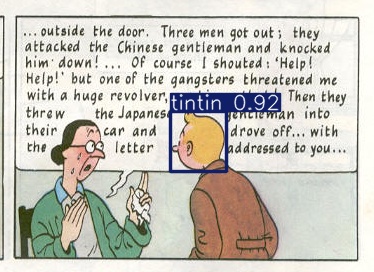 ...outside the door. Three men got out; they
attacked the Chinese gentleman and knocked
him down!... Of course I shouted: 'Help!
Help!' but one of the gangsters threatened me
with a huge revolver, Then they
tintin 0.92
threw the Japanese gentleman into
their car and drove off... with
the letter addressed to you...